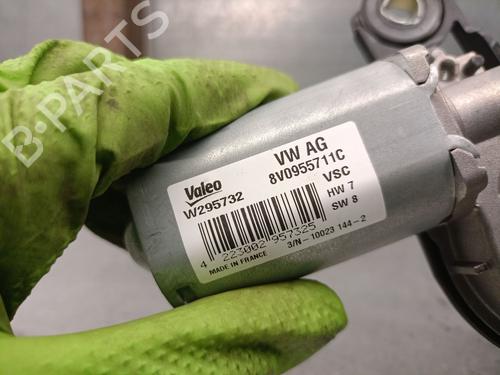 B-PARTS
Valeo
W295732
VW AG
8V0955711C
VSC
HW 7
SW 8
4 223002 957325
MADE IN FRANCE
3/N-10023 144-2